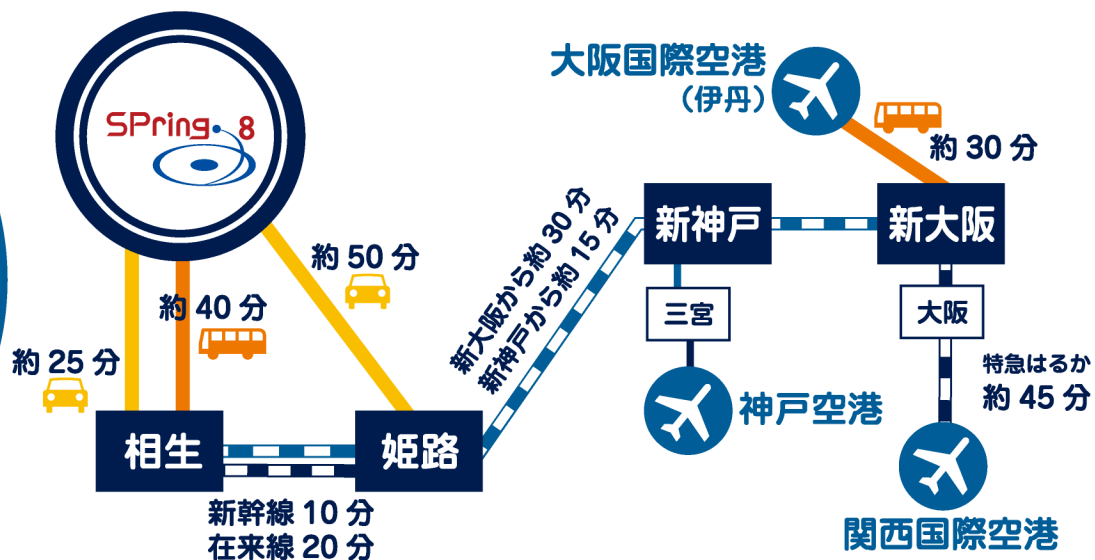 SPring-8
大阪国際空港
（伊丹）
約 30 分
新神戸
新大阪
約 50 分
新大阪から約 30 分
新神戸から約 15 分
約 40 分
三宮
大阪
約 25 分
特急はるか
約 45 分
神戸空港
相生
姫路
新幹線 10 分
在来線 20 分
関西国際空港